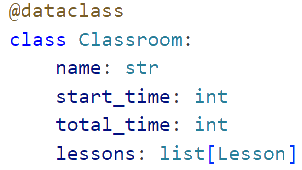 @dataclass
class Classroom:
    name: str
    start_time: int
    total_time: int
    lessons: list[Lesson]